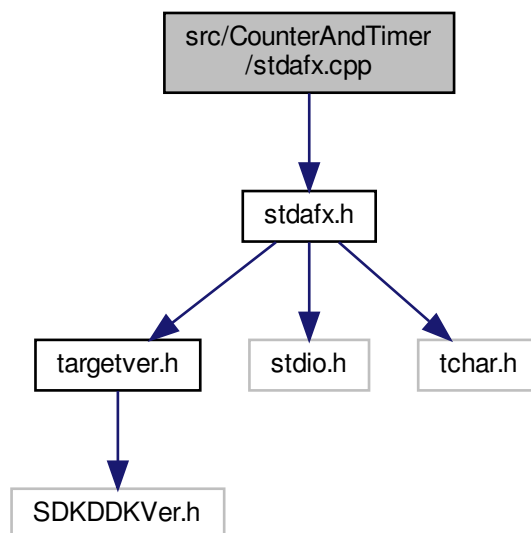 src/CounterAndTimer
/stdafx.cpp
stdafx.h
targetver.h
stdio.h
tchar.h
SDKDDKVer.h